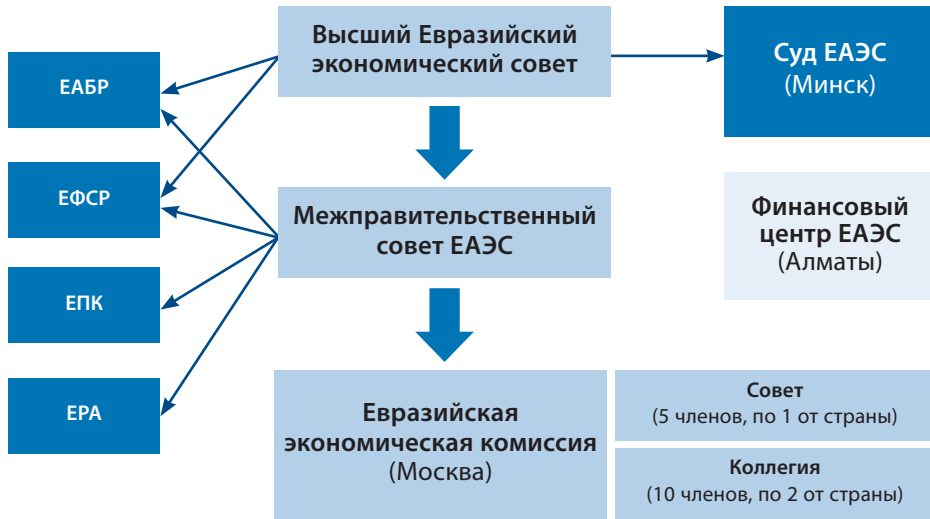 Высший Евразийский
экономический совет
Суд ЕАЭС
(Минск)
ЕАБР
ЕФСР
ЕПК
ЕРА
Межправительственный
совет ЕАЭС
Финансовый
центр ЕАЭС
(Алматы)
Евразийская
экономическая комиссия
(Москва)
Совет
(5 членов, по 1 от страны)
Коллегия
(10 членов, по 2 от страны)